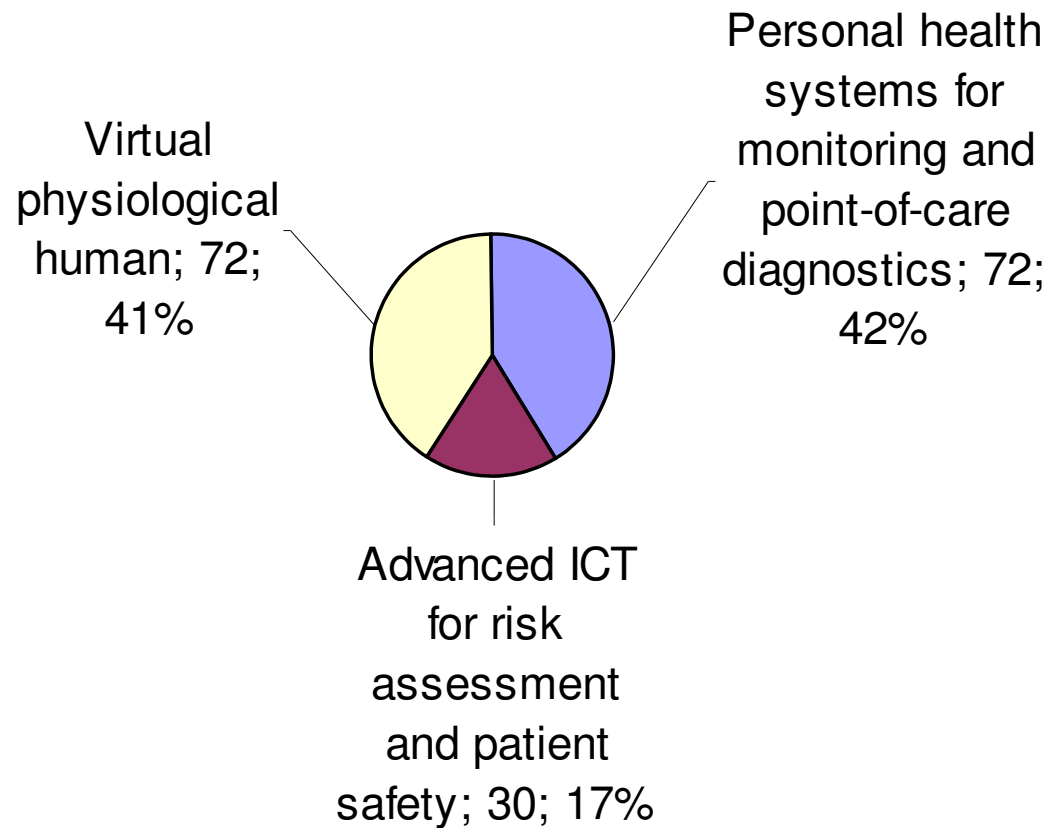 Personal health
systems for
monitoring and
point-of-care
diagnostics; 72;
42%
Virtual
physiological
human; 72;
41%
Advanced ICT
for risk
assessment
and patient
safety; 30; 17%